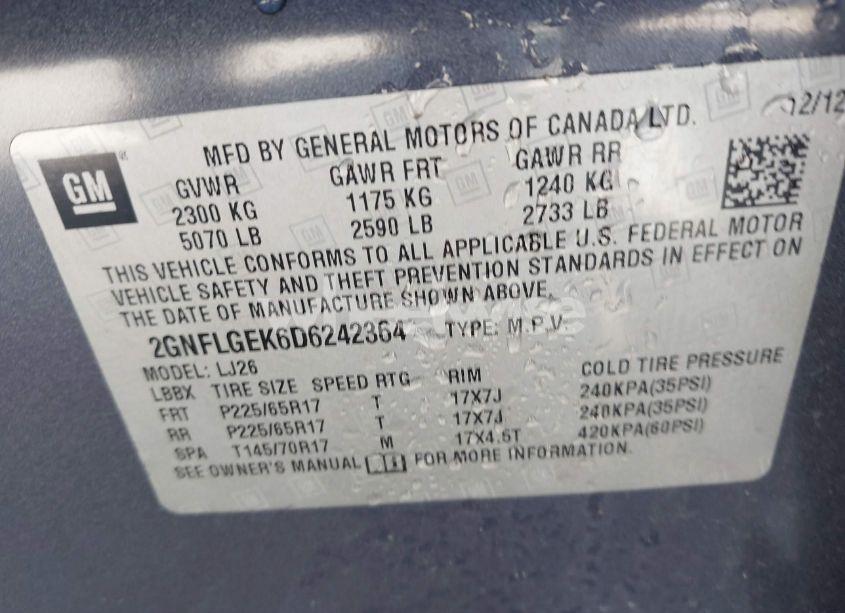 12/12
MFD BY GENERAL MOTORS OF CANADA LTD.
GM
GVWR GAWR FRT GAWR RR
2300 KG 1175 KG 1240 KG
5070 LB 2590 LB 2733 LB
THIS VEHICLE CONFORMS TO ALL APPLICABLE U.S. FEDERAL MOTOR
VEHICLE SAFETY AND THEFT PREVENTION STANDARDS IN EFFECT ON
THE DATE OF MANUFACTURE SHOWN ABOVE.
2GNFLGEK6D6242364 TYPE: M.P.V.
MODEL: LJ26
LBBX TIRE SIZE SPEED RTG RIM COLD TIRE PRESSURE
FRT P225/65R17 T 17X7J 240KPA(35PSI)
RR P225/65R17 T 17X7J 240KPA(35PSI)
SPA T145/70R17 M 17X4.5T 420KPA(60PSI)
SEE OWNER'S MANUAL FOR MORE INFORMATION.